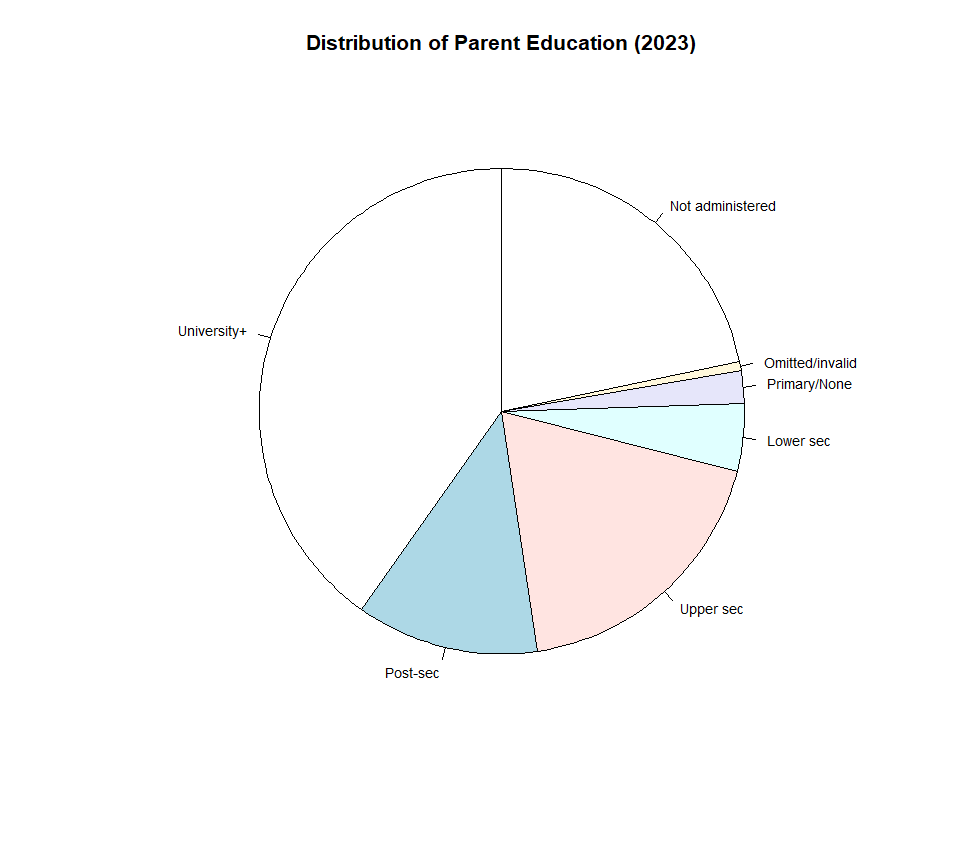 Distribution of Parent Education (2023)
Not administered
University+
Omitted/invalid
Primary/None
Lower sec
Upper sec
Post-sec